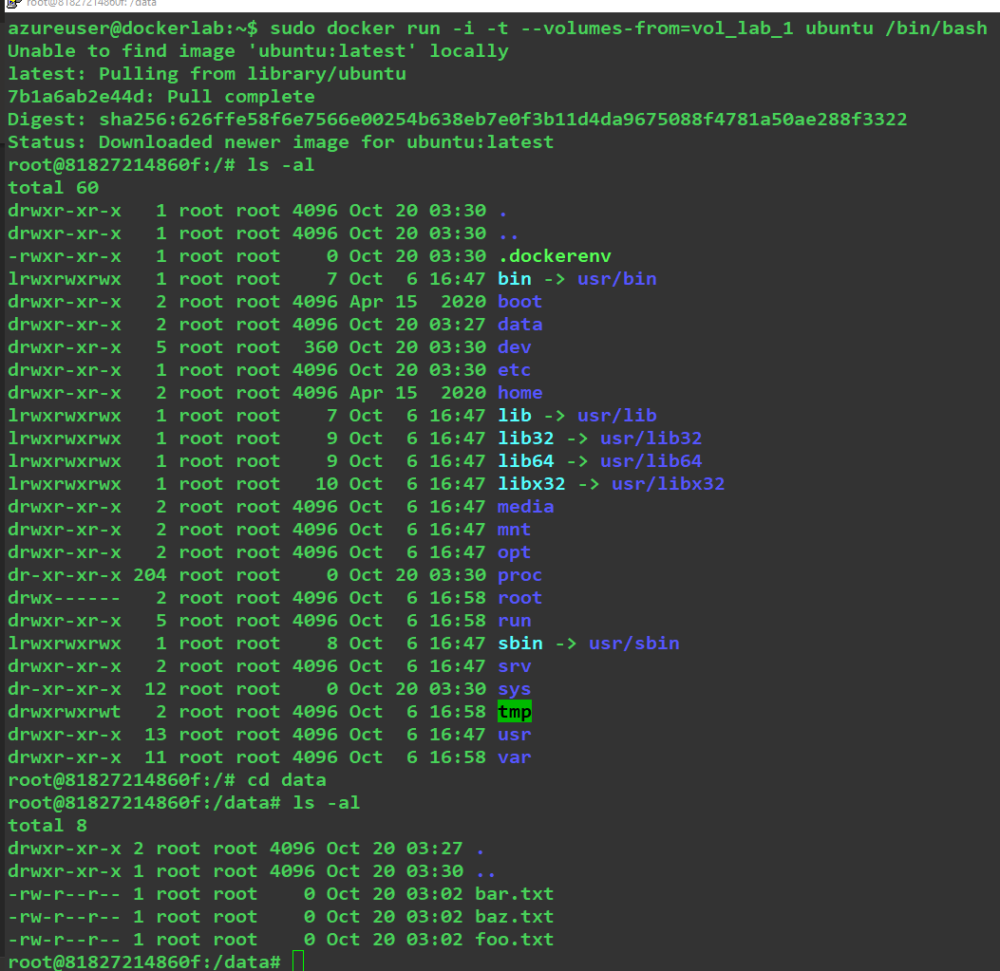 root@81827214860f: /data
azureuser@dockerlab:~$ sudo docker run -i -t --volumes-from=vol_lab_1 ubuntu /bin/bash
Unable to find image 'ubuntu:latest' locally
latest: Pulling from library/ubuntu
7b1a6ab2e44d: Pull complete
Digest: sha256:626ffe58f6e7566e00254b638eb7e0f3b11d4da9675088f4781a50ae288f3322
Status: Downloaded newer image for ubuntu:latest
root@81827214860f:/# ls -al
total 60
drwxr-xr-x   1 root root 4096 Oct 20 03:30 .
drwxr-xr-x   1 root root 4096 Oct 20 03:30 ..
-rwxr-xr-x   1 root root    0 Oct 20 03:30 .dockerenv
lrwxrwxrwx   1 root root    7 Oct  6 16:47 bin -> usr/bin
drwxr-xr-x   2 root root 4096 Apr 15  2020 boot
drwxr-xr-x   2 root root 4096 Oct 20 03:27 data
drwxr-xr-x   5 root root  360 Oct 20 03:30 dev
drwxr-xr-x   1 root root 4096 Oct 20 03:30 etc
drwxr-xr-x   2 root root 4096 Apr 15  2020 home
lrwxrwxrwx   1 root root    7 Oct  6 16:47 lib -> usr/lib
lrwxrwxrwx   1 root root    9 Oct  6 16:47 lib32 -> usr/lib32
lrwxrwxrwx   1 root root    9 Oct  6 16:47 lib64 -> usr/lib64
lrwxrwxrwx   1 root root   10 Oct  6 16:47 libx32 -> usr/libx32
drwxr-xr-x   2 root root 4096 Oct  6 16:47 media
drwxr-xr-x   2 root root 4096 Oct  6 16:47 mnt
drwxr-xr-x   2 root root 4096 Oct  6 16:47 opt
dr-xr-xr-x 204 root root    0 Oct 20 03:30 proc
drwx------   2 root root 4096 Oct  6 16:58 root
drwxr-xr-x   5 root root 4096 Oct  6 16:58 run
lrwxrwxrwx   1 root root    8 Oct  6 16:47 sbin -> usr/sbin
drwxr-xr-x   2 root root 4096 Oct  6 16:47 srv
dr-xr-xr-x  12 root root    0 Oct 20 03:30 sys
drwxrwxrwt   2 root root 4096 Oct  6 16:58 tmp
drwxr-xr-x  13 root root 4096 Oct  6 16:47 usr
drwxr-xr-x  11 root root 4096 Oct  6 16:58 var
root@81827214860f:/# cd data
root@81827214860f:/data# ls -al
total 8
drwxr-xr-x 2 root root 4096 Oct 20 03:27 .
drwxr-xr-x 1 root root 4096 Oct 20 03:30 ..
-rw-r--r-- 1 root root    0 Oct 20 03:02 bar.txt
-rw-r--r-- 1 root root    0 Oct 20 03:02 baz.txt
-rw-r--r-- 1 root root    0 Oct 20 03:02 foo.txt
root@81827214860f:/data#